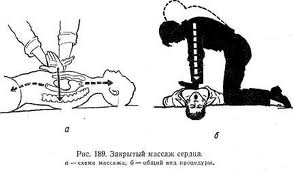 а
б
Рис. 189. Закрытый массаж сердца.
а — схема массажа; б — общий вид процедуры.